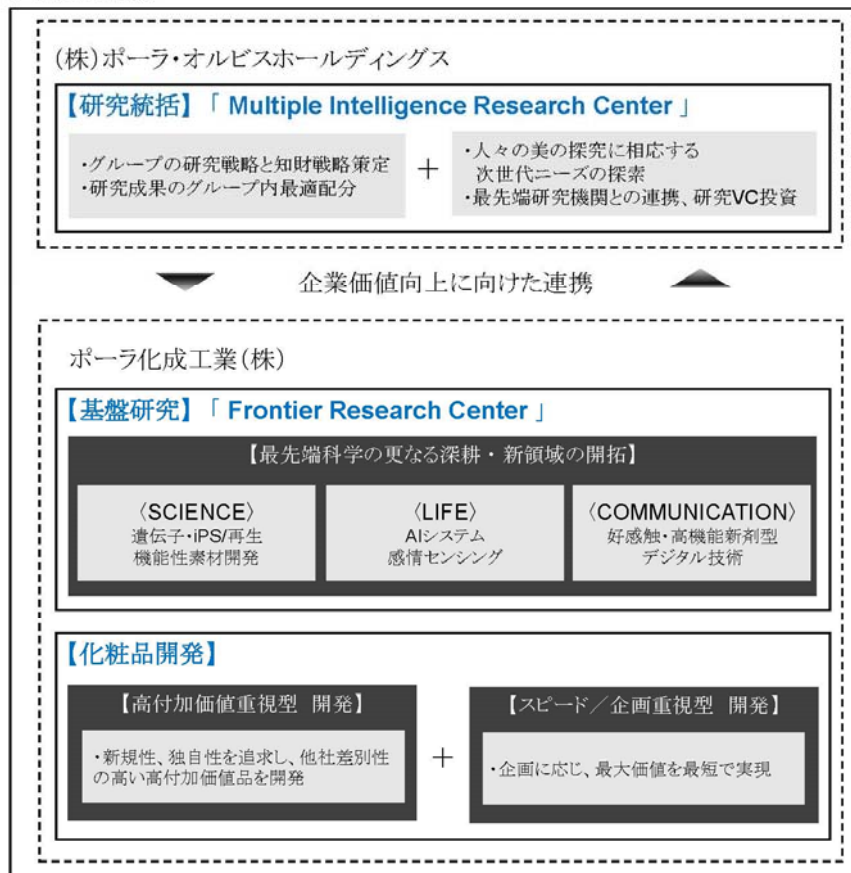 (株)ポーラ・オルビスホールディングス
【研究統括】「 Multiple Intelligence Research Center 」
・グループの研究戦略と知財戦略策定
・研究成果のグループ内最適配分
+
・人々の美の探究に相応する
次世代ニーズの探索
・最先端研究機関との連携、研究VC投資
企業価値向上に向けた連携
ポーラ化成工業(株)
【基盤研究】「 Frontier Research Center 」
【最先端科学の更なる深耕・新領域の開拓】
〈SCIENCE〉
遺伝子・iPS/再生
機能性素材開発
〈LIFE〉
AIシステム
感情センシング
〈COMMUNICATION〉
好感触・高機能新剤型
デジタル技術
【化粧品開発】
【高付加価値重視型 開発】
・新規性、独自性を追求し、他社差別性
の高い高付加価値品を開発
+
【スピード／企画重視型 開発】
・企画に応じ、最大価値を最短で実現